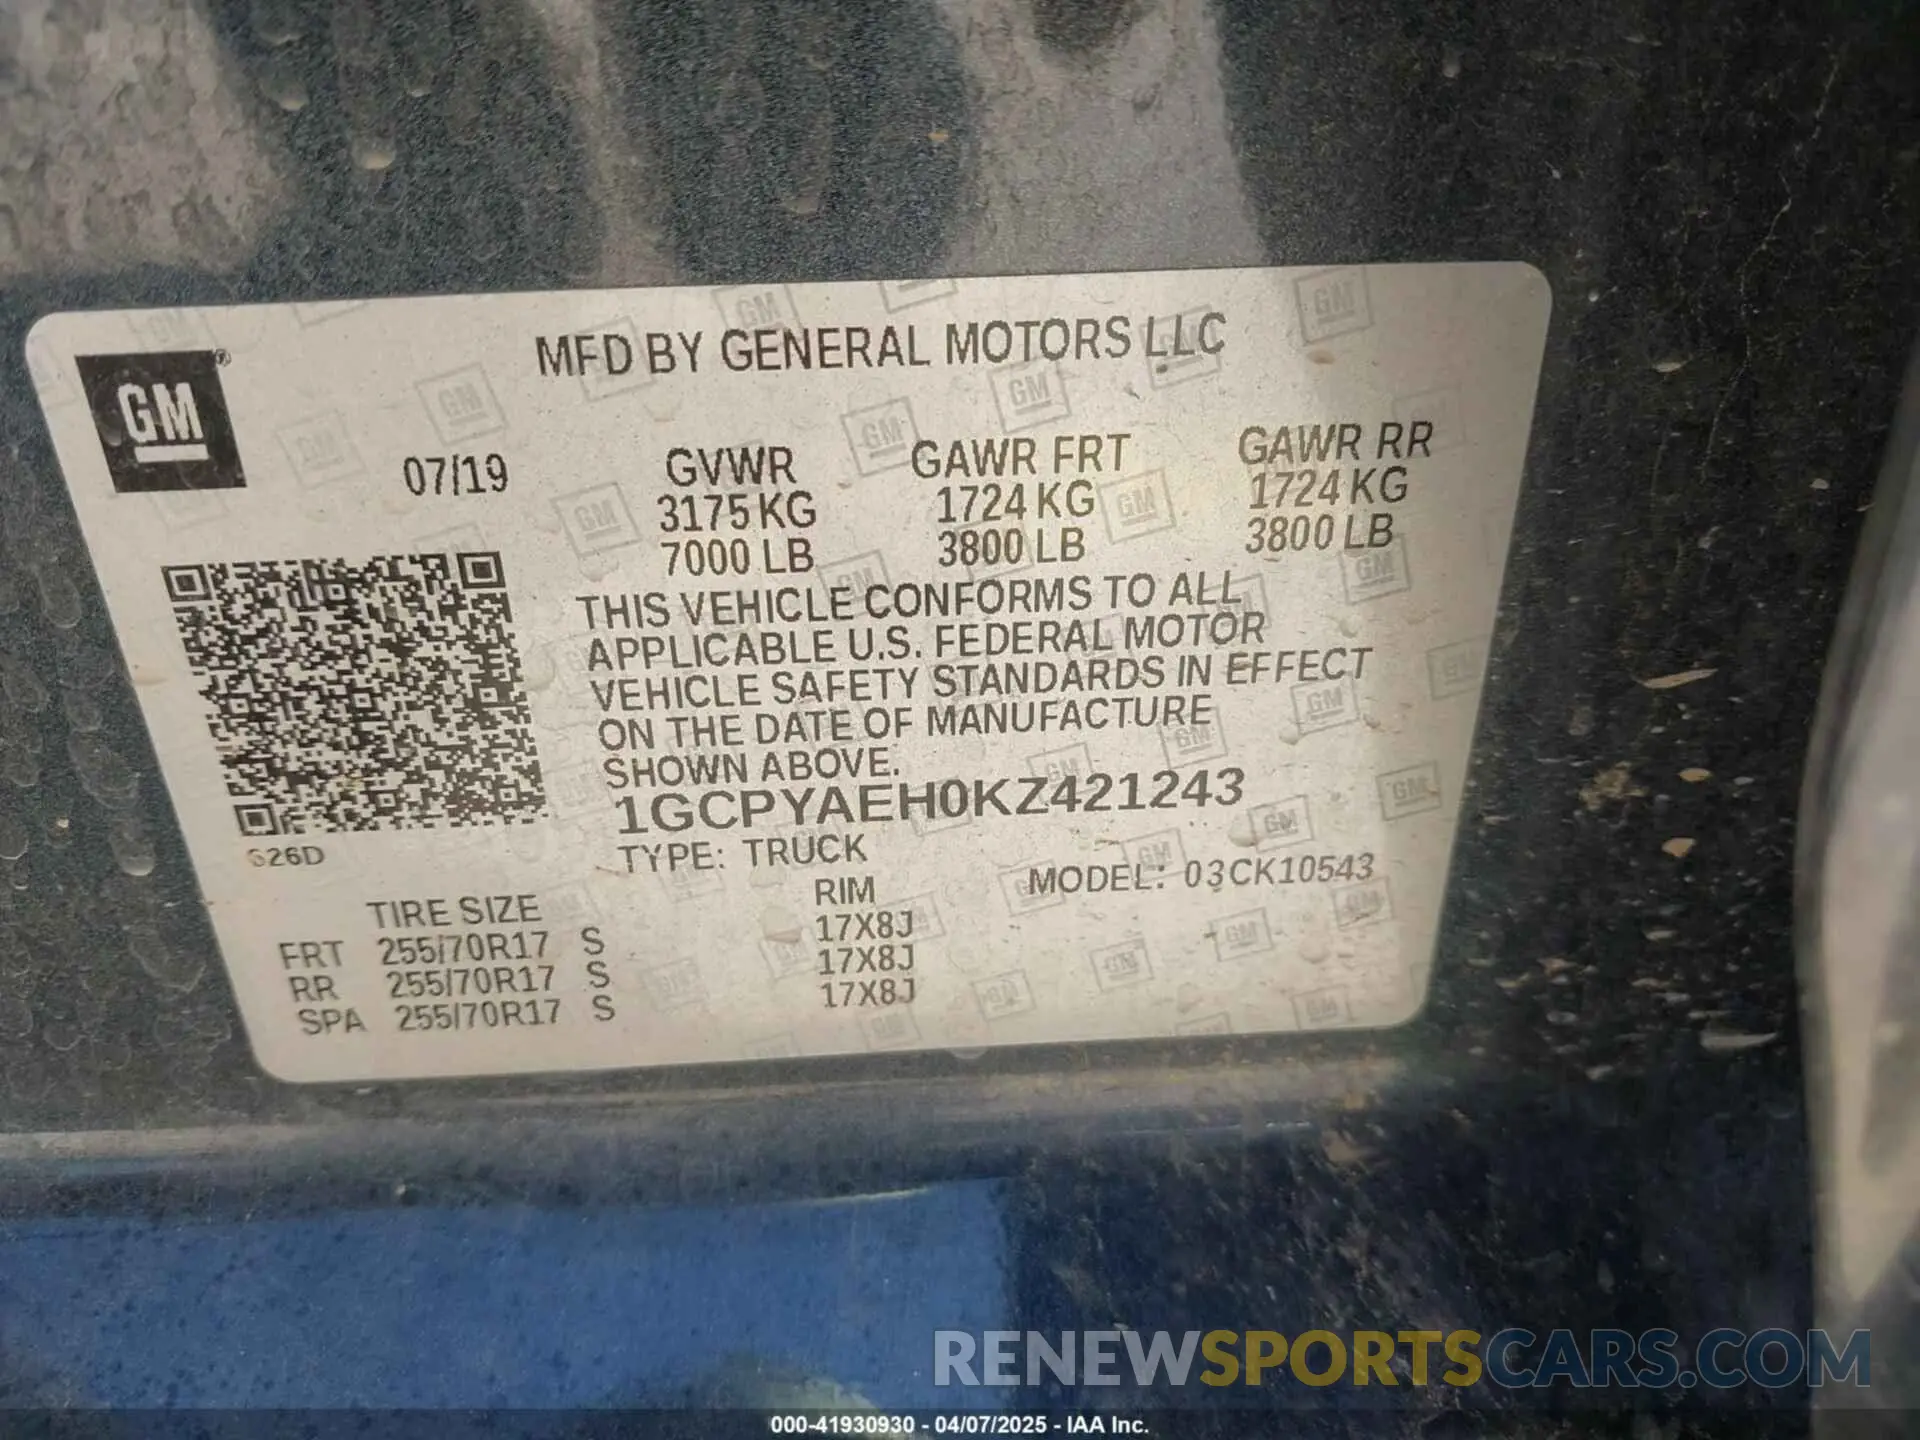 MFD BY GENERAL MOTORS LLC
GM®
07/19 GVWR GAWR FRT GAWR RR
3175 KG 1724 KG 1724 KG
7000 LB 3800 LB 3800 LB
THIS VEHICLE CONFORMS TO ALL
APPLICABLE U.S. FEDERAL MOTOR
VEHICLE SAFETY STANDARDS IN EFFECT
ON THE DATE OF MANUFACTURE
SHOWN ABOVE.
1GCPYAEH0KZ421243
626D
TYPE: TRUCK
MODEL: 03CK10543
TIRE SIZE RIM
FRT 255/70R17 S 17X8J
RR 255/70R17 S 17X8J
SPA 255/70R17 S 17X8J
RENEWSPORTSCARS.COM
000-41930930 - 04/07/2025 - IAA Inc.